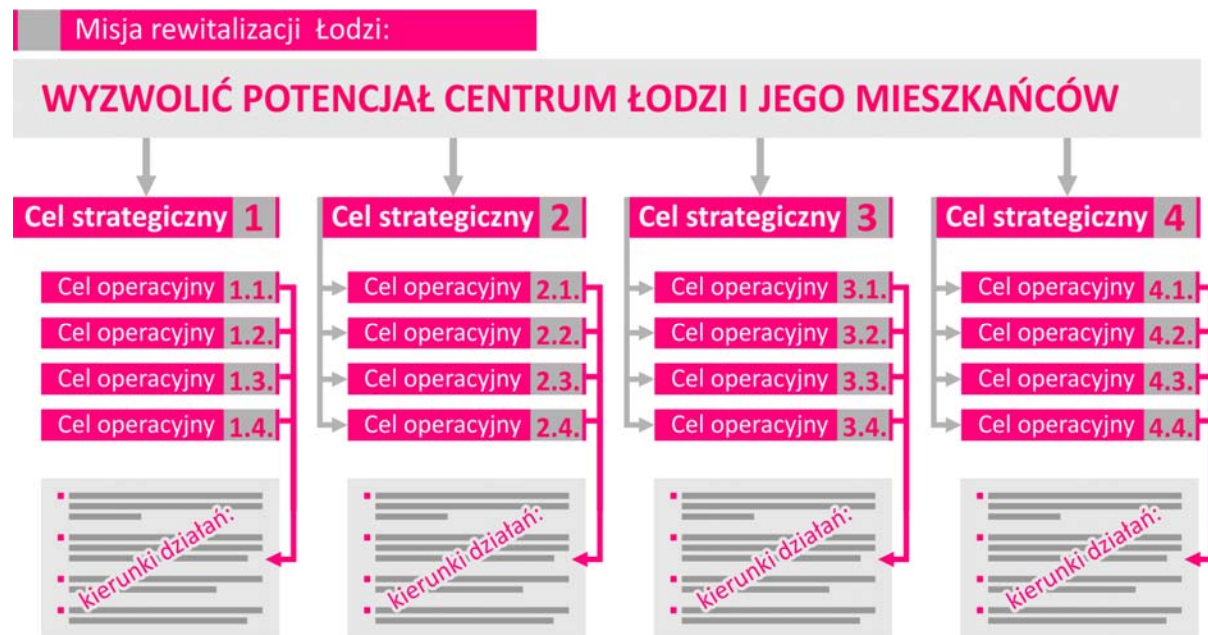 Misja rewitalizacji Łodzi:
WYZWOLIĆ POTENCJAŁ CENTRUM ŁODZI I JEGO MIESZKAŃCÓW
Cel strategiczny 1
Cel operacyjny 1.1.
Cel operacyjny 1.2.
Cel operacyjny 1.3.
Cel operacyjny 1.4.
kierunki działań:
Cel strategiczny 2
Cel operacyjny 2.1.
Cel operacyjny 2.2.
Cel operacyjny 2.3.
Cel operacyjny 2.4.
kierunki działań:
Cel strategiczny 3
Cel operacyjny 3.1.
Cel operacyjny 3.2.
Cel operacyjny 3.3.
Cel operacyjny 3.4.
kierunki działań:
Cel strategiczny 4
Cel operacyjny 4.1.
Cel operacyjny 4.2.
Cel operacyjny 4.3.
Cel operacyjny 4.4.
kierunki działań: